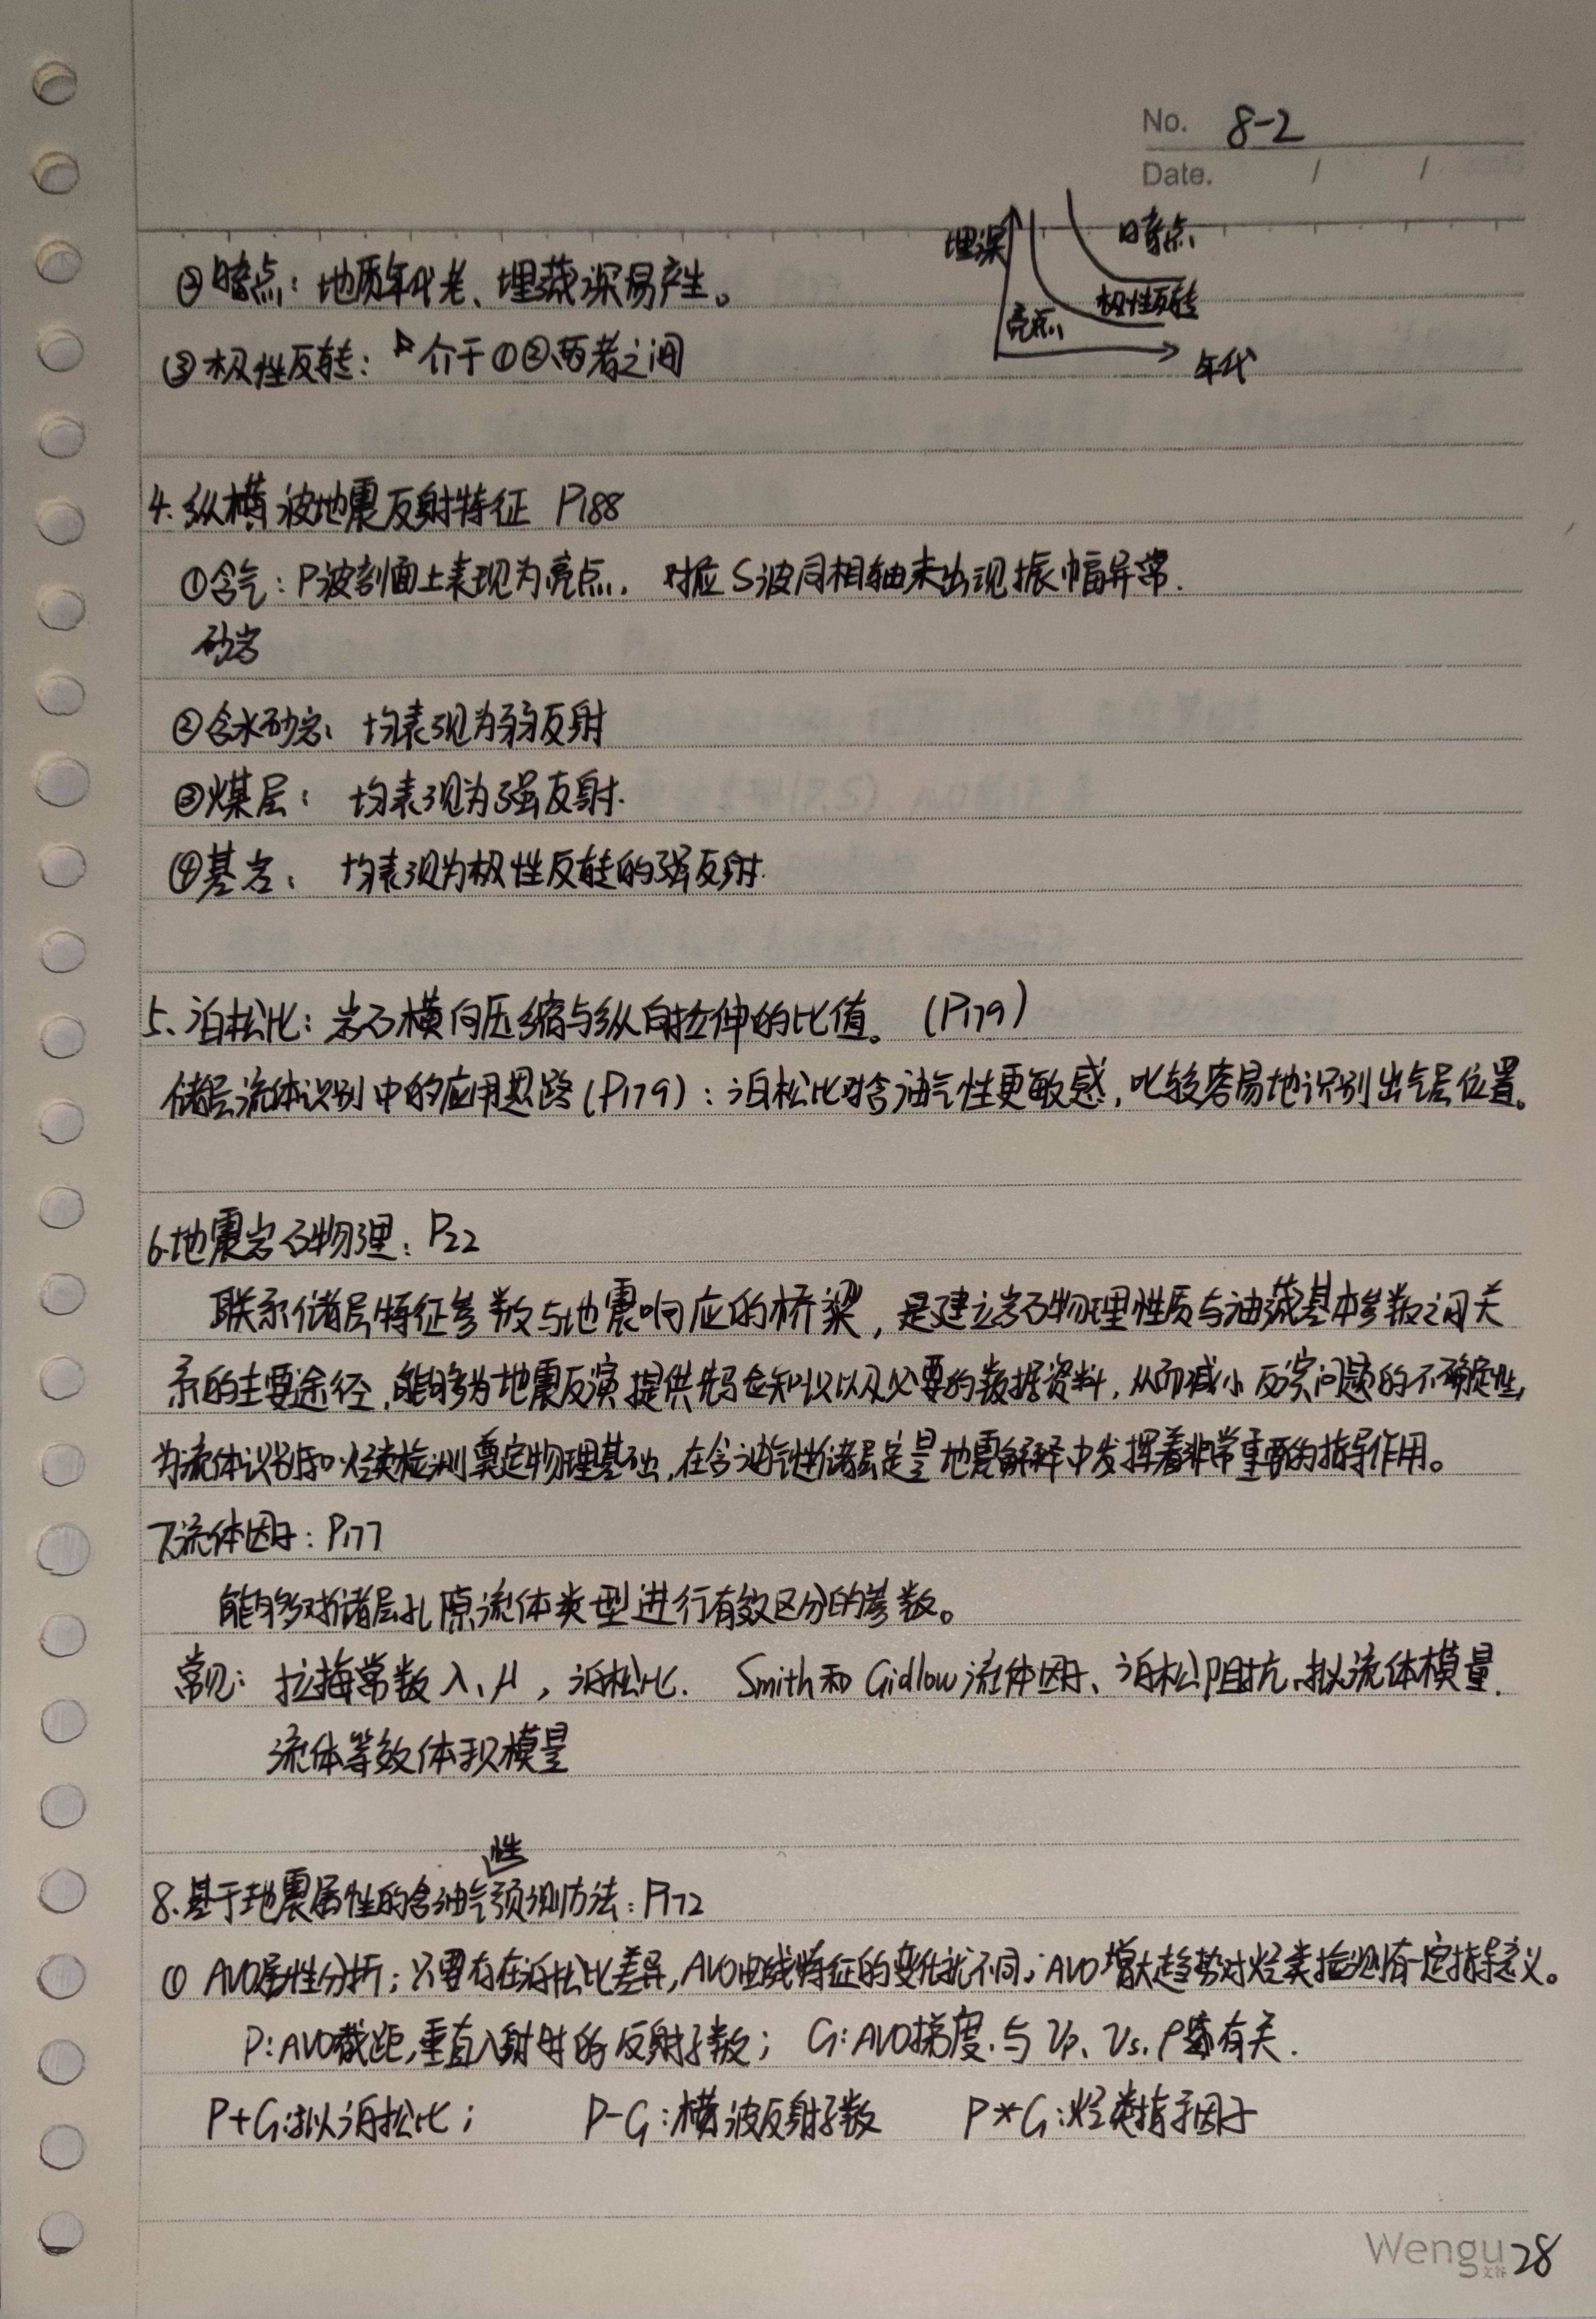 No. 8-2
Date. / /
埋深
暗点
极性反转
亮点
年代
②暗点：地质年代老、埋藏深易产生。
③极性反转：介于①②两者之间
4. 纵横波地震反射特征 P188
①含气：P波剖面上表现为亮点，对应S波同相轴未出现振幅异常.
砂岩
②含水砂岩：均表现为弱反射
③煤层：均表现为强反射.
④基岩：均表现为极性反转的强反射.
5. 泊松比：岩石横向压缩与纵向拉伸的比值。(P179)
储层流体识别中的应用思路(P179)：泊松比对含油气性更敏感，比较容易地识别出气层位置。
6.地震岩石物理：P22
联系储层特征参数与地震响应的桥梁，是建立岩石物理性质与油藏基本参数之间关
系的主要途径，能够为地震反演提供先验知识以及必要的数据资料，从而减小反演问题的不确定性，
为流体识别和烃类检测奠定物理基础，在含油气性储层定量地震解释中发挥着非常重要的指导作用。
7.流体因子：P177
能够对储层孔隙流体类型进行有效区分的参数。
常见：拉梅常数λ、μ，泊松比. Smith和Gidlow流体因子、泊松阻抗、拟流体模量.
流体等效体积模量
性
8.基于地震属性的含油气预测方法：P172
① AVO属性分析：只要存在泊松比差异，AVO曲线特征的变化就不同；AVO增大趋势对烃类检测有一定指导意义。
P：AVO截距，垂直入射时的反射系数； G：AVO梯度.与Vp、Vs、ρ都有关.
P+G：拟泊松比； P-G：横波反射系数 P*G：烃类指示因子
Wengu 文谷
28